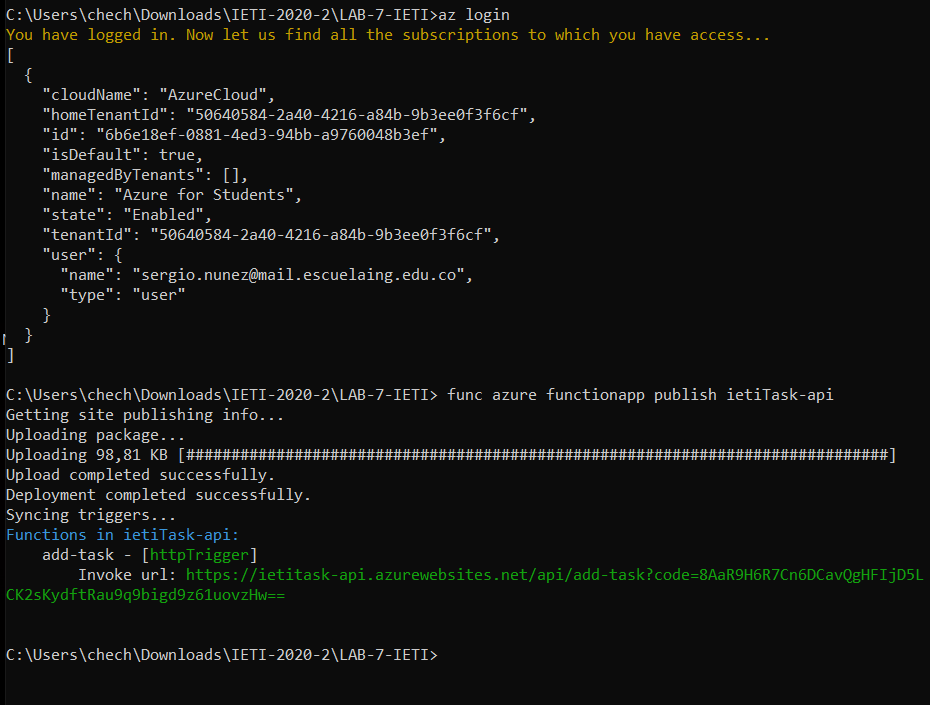 C:\Users\chech\Downloads\IETI-2020-2\LAB-7-IETI>az login
You have logged in. Now let us find all the subscriptions to which you have access...
[
  {
    "cloudName": "AzureCloud",
    "homeTenantId": "50640584-2a40-4216-a84b-9b3ee0f3f6cf",
    "id": "6b6e18ef-0881-4ed3-94bb-a9760048b3ef",
    "isDefault": true,
    "managedByTenants": [],
    "name": "Azure for Students",
    "state": "Enabled",
    "tenantId": "50640584-2a40-4216-a84b-9b3ee0f3f6cf",
    "user": {
      "name": "sergio.nunez@mail.escuelaing.edu.co",
      "type": "user"
    }
  }
]
C:\Users\chech\Downloads\IETI-2020-2\LAB-7-IETI> func azure functionapp publish ietiTask-api
Getting site publishing info...
Uploading package...
Uploading 98,81 KB [##############################################################################]
Upload completed successfully.
Deployment completed successfully.
Syncing triggers...
Functions in ietiTask-api:
    add-task - [httpTrigger]
        Invoke url: https://ietitask-api.azurewebsites.net/api/add-task?code=8AaR9H6R7Cn6DCavQgHFIjD5L
CK2sKydftRau9q9bigd9z61uovzHw==
C:\Users\chech\Downloads\IETI-2020-2\LAB-7-IETI>